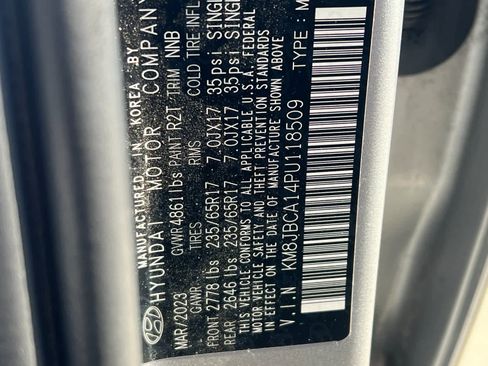 MANUFACTURED IN KOREA BY
HYUNDAI MOTOR COMPANY
MAR/2023 GVWR 4861 lbs PAINT R2T TRIM NNB
GAWR TIRES RIMS COLD TIRE INFL
FRONT 2778 lbs 235/65R17 7.0JX17 35psi SINGL
REAR 2646 lbs 235/65R17 7.0JX17 35psi SINGL
THIS VEHICLE CONFORMS TO ALL APPLICABLE U.S.A. FEDERAL
MOTOR VEHICLE SAFETY, BUMPER, AND THEFT PREVENTION STANDARDS
IN EFFECT ON THE DATE OF MANUFACTURE SHOWN ABOVE
V.I.N KM8JBCA14PU118509 TYPE : M